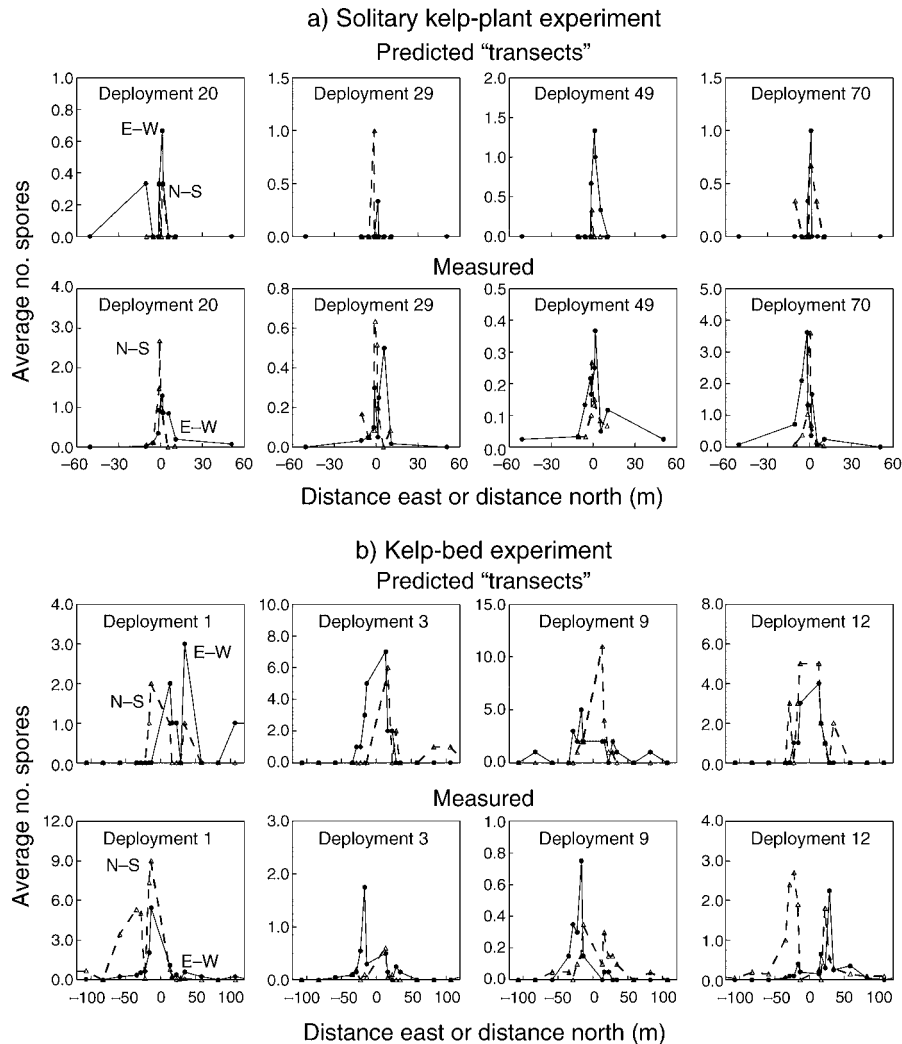 a) Solitary kelp-plant experiment
Predicted “transects”
Deployment 20
Deployment 29
Deployment 49
Deployment 70
E–W
N–S
1.0
0.8
0.6
0.4
0.2
0.0
1.5
1.0
0.5
0.0
2.0
1.5
1.0
0.5
0.0
1.5
1.0
0.5
0.0
Average no. spores
Measured
Deployment 20
Deployment 29
Deployment 49
Deployment 70
N–S
E–W
4.0
3.0
2.0
1.0
0.0
0.8
0.6
0.4
0.2
0.0
0.5
0.4
0.3
0.2
0.1
0.0
5.0
4.0
3.0
2.0
1.0
0.0
−60 −30 0 30 60
−30 0 30 60
−60 −30 0 30 60
−60 −30 0 30 60
Distance east or distance north (m)
b) Kelp-bed experiment
Predicted “transects”
Deployment 1
Deployment 3
Deployment 9
Deployment 12
E–W
N–S
4.0
3.0
2.0
1.0
0.0
10.0
8.0
6.0
4.0
2.0
0.0
15.0
10.0
5.0
0.0
8.0
6.0
4.0
2.0
0.0
Average no. spores
Measured
Deployment 1
Deployment 3
Deployment 9
Deployment 12
N–S
E–W
12.0
9.0
6.0
3.0
0.0
3.0
2.0
1.0
0.0
1.0
0.8
0.6
0.4
0.2
0.0
4.0
3.0
2.0
1.0
0.0
−100 −50 0 50 100
−100 −50 0 50 100
−100 −50 0 50 100
−100 −50 0 50 100
Distance east or distance north (m)